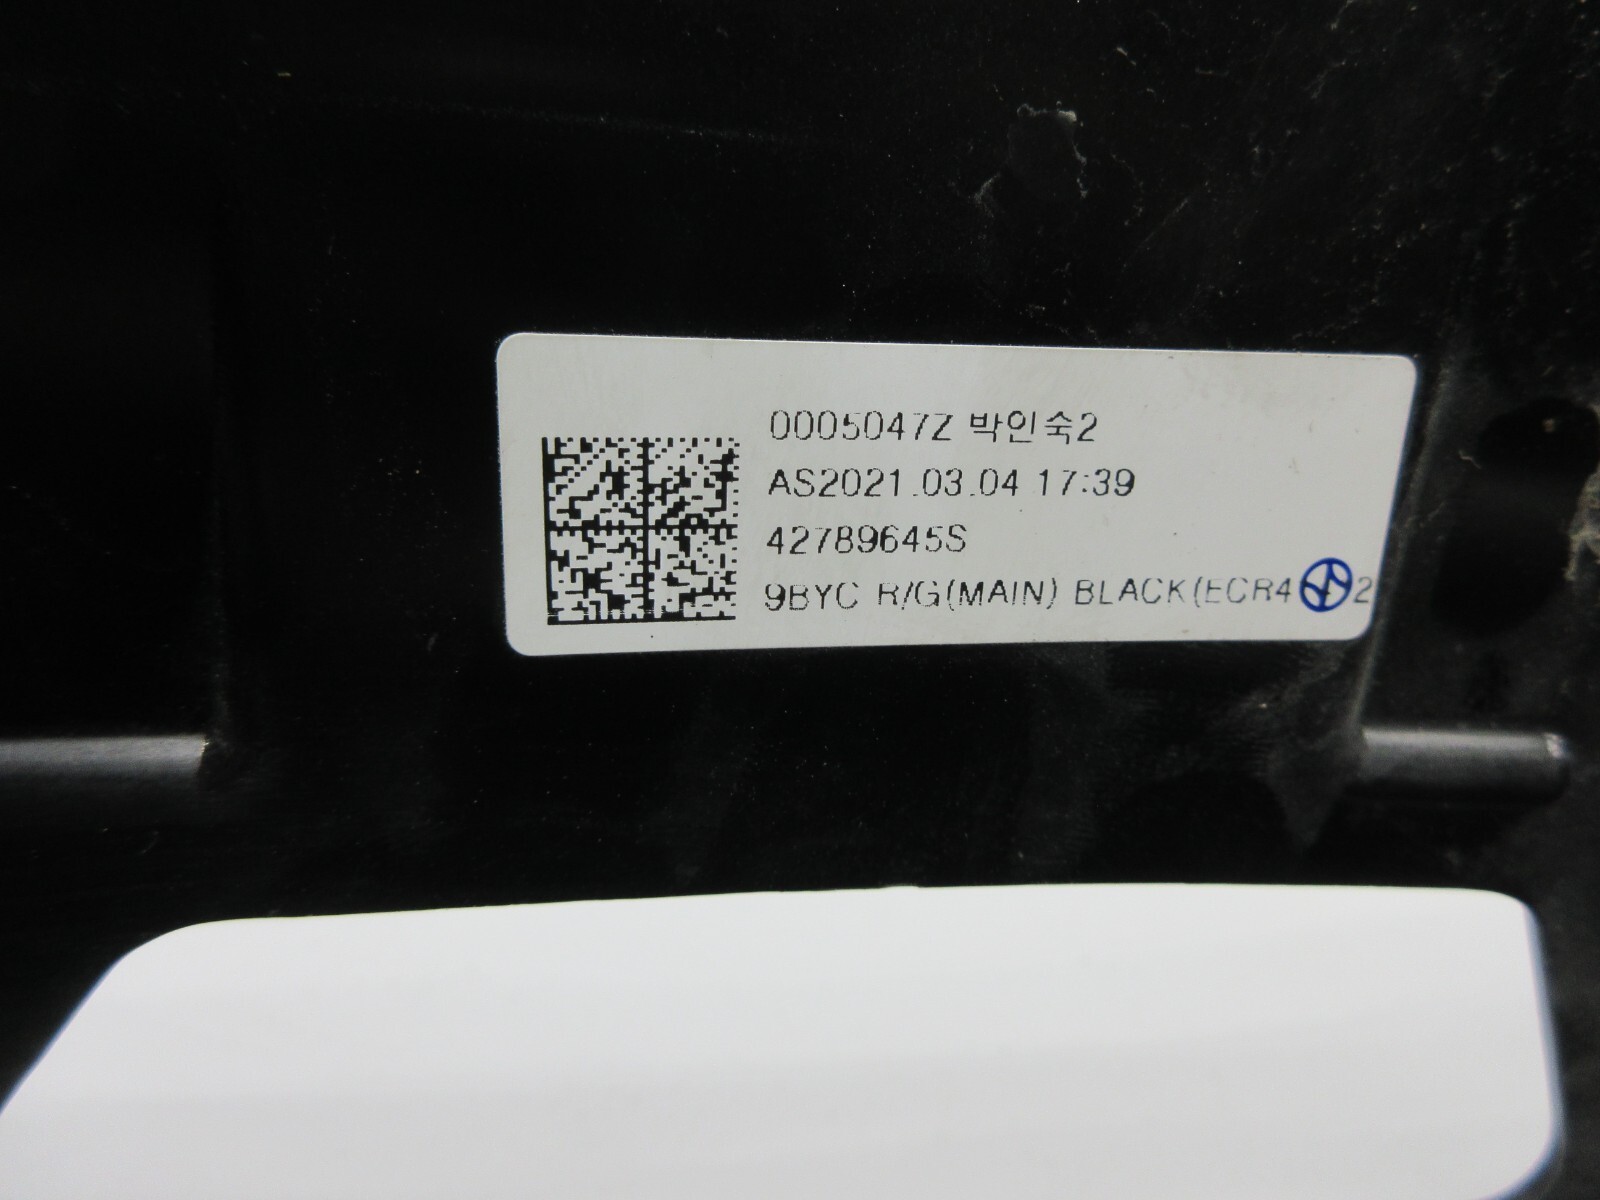 0005047Z 박인숙2
AS2021.03.04 17:39
42789645S
9BYC R/G(MAIN) BLACK(ECR4